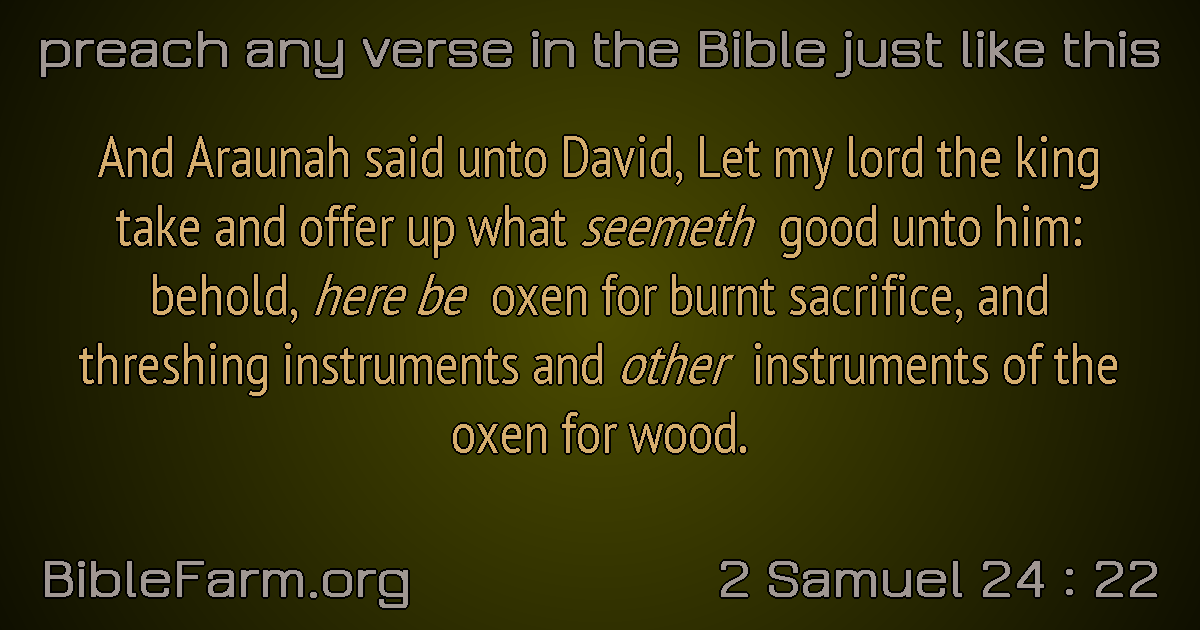 preach any verse in the Bible just like this
And Araunah said unto David, Let my lord the king
take and offer up what seemeth good unto him:
behold, here be oxen for burnt sacrifice, and
threshing instruments and other instruments of the
oxen for wood.
BibleFarm.org
2 Samuel 24 : 22